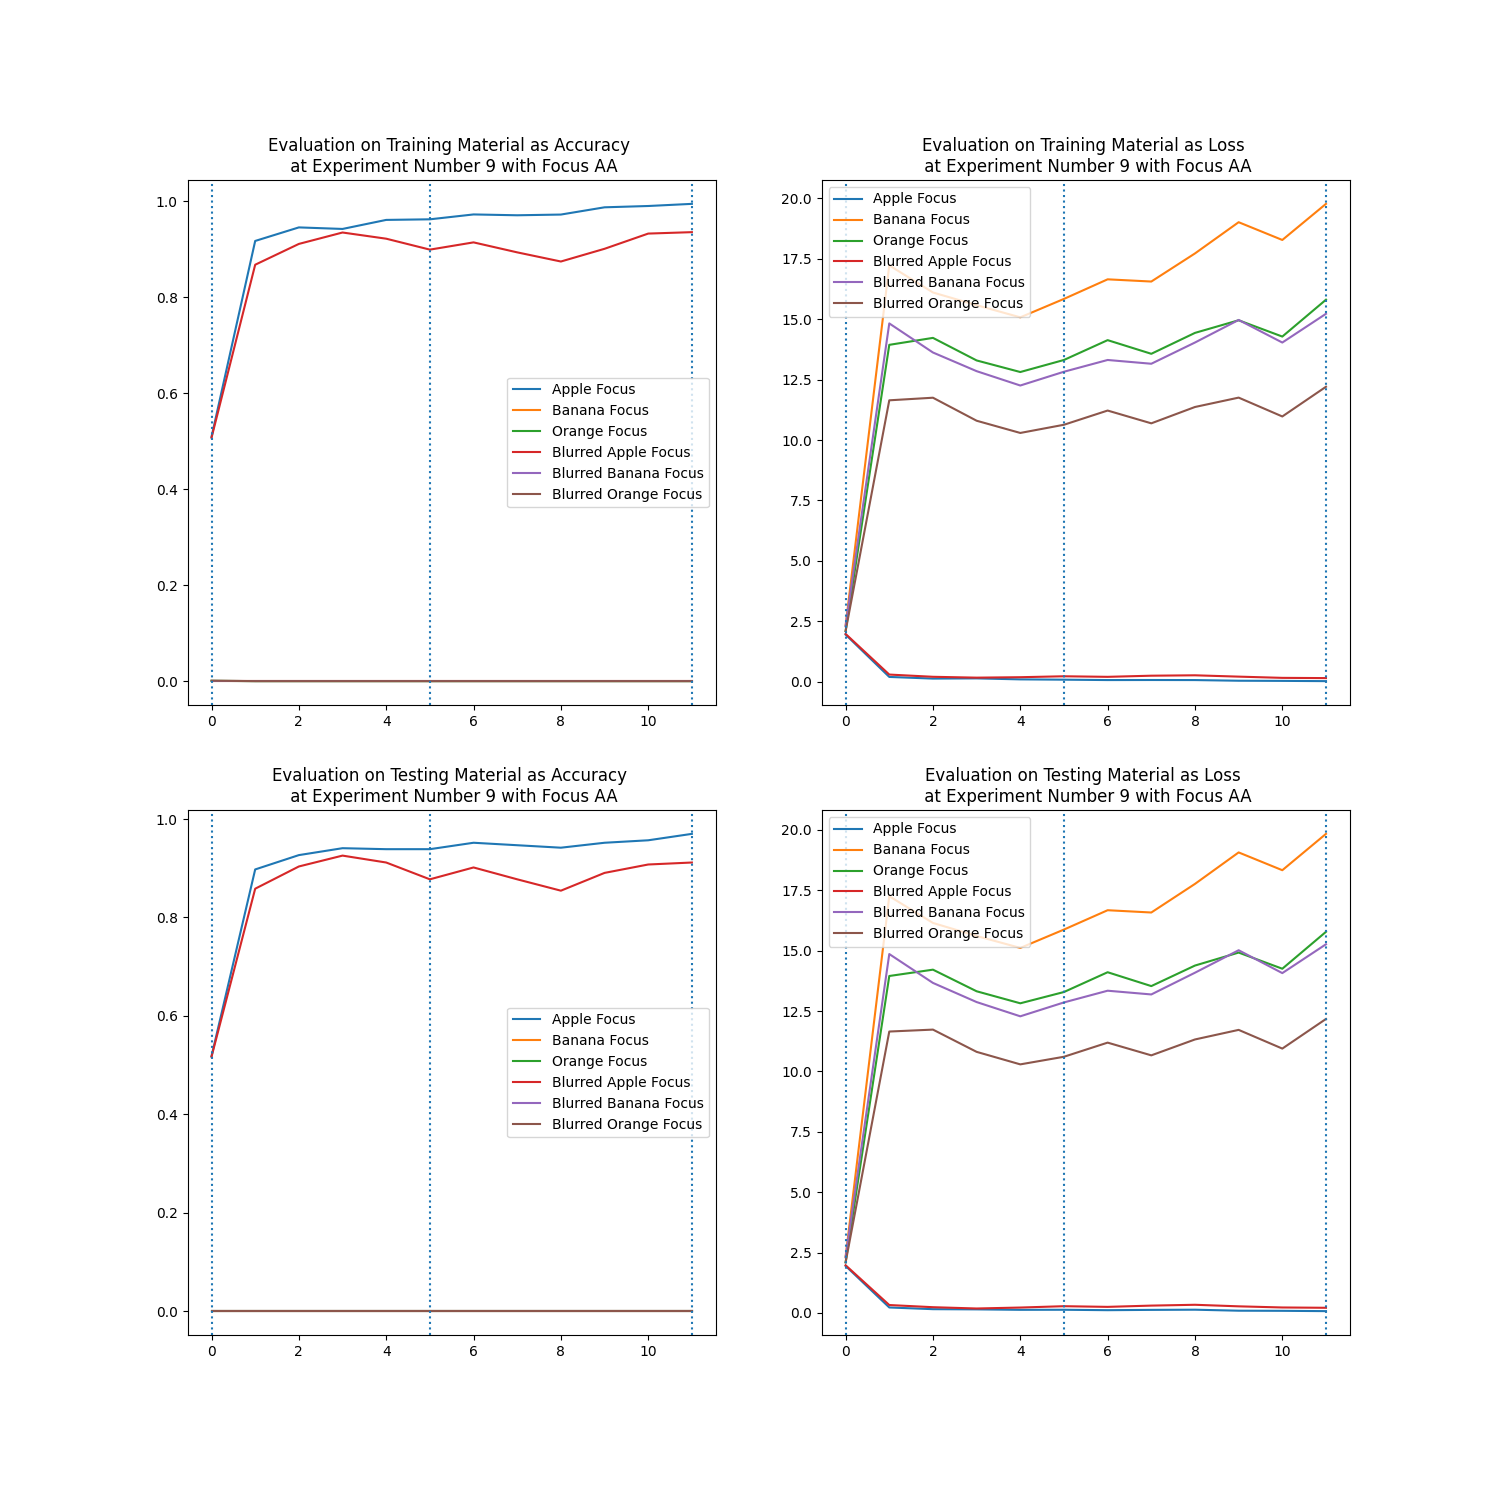 Evaluation on Training Material as Accuracy
at Experiment Number 9 with Focus AA
1.0
0.8
0.6
0.4
0.2
0.0
Apple Focus
Banana Focus
Orange Focus
Blurred Apple Focus
Blurred Banana Focus
Blurred Orange Focus
0 2 4 6 8 10
Evaluation on Training Material as Loss
at Experiment Number 9 with Focus AA
20.0
17.5
15.0
12.5
10.0
7.5
5.0
2.5
0.0
Apple Focus
Banana Focus
Orange Focus
Blurred Apple Focus
Blurred Banana Focus
Blurred Orange Focus
0 2 4 6 8 10
Evaluation on Testing Material as Accuracy
at Experiment Number 9 with Focus AA
1.0
0.8
0.6
0.4
0.2
0.0
Apple Focus
Banana Focus
Orange Focus
Blurred Apple Focus
Blurred Banana Focus
Blurred Orange Focus
0 2 4 6 8 10
Evaluation on Testing Material as Loss
at Experiment Number 9 with Focus AA
20.0
17.5
15.0
12.5
10.0
7.5
5.0
2.5
0.0
Apple Focus
Banana Focus
Orange Focus
Blurred Apple Focus
Blurred Banana Focus
Blurred Orange Focus
0 2 4 6 8 10